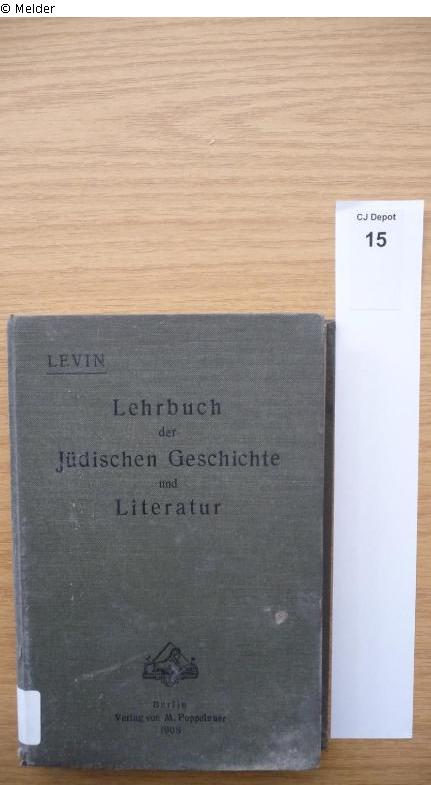 © Melder
CJ Depot
15
LEVIN
Lehrbuch
der
Jüdischen Geschichte
und
Literatur
Berlin
Verlag von M. Poppelauer
1908